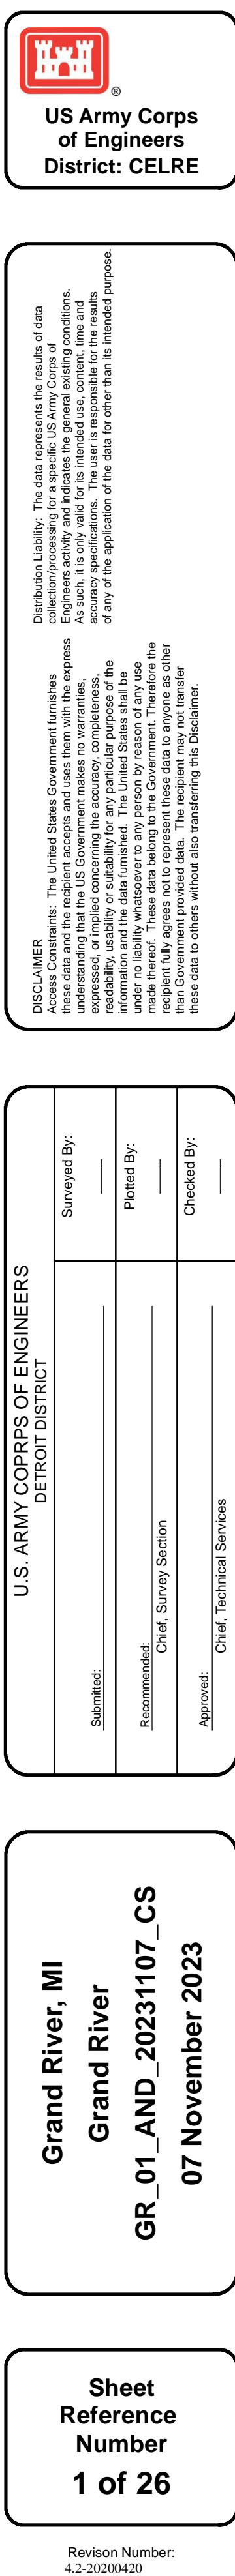 ®
US Army Corps
of Engineers
District: CELRE
DISCLAIMER
Access Constraints: The United States Government furnishes
these data and the recipient accepts and uses them with the express
understanding that the US Government makes no warranties,
expressed, or implied concerning the accuracy, completeness,
readability, usability or suitability for any particular purpose of the
information and the data furnished. The United States shall be
under no liability whatsoever to any person by reason of any use
made thereof. These data belong to the Government. Therefore the
recipient fully agrees not to represent these data to anyone as other
than Government provided data. The recipient may not transfer
these data to others without also transferring this Disclaimer.
Distribution Liability: The data represents the results of data
collection/processing for a specific US Army Corps of
Engineers activity and indicates the general existing conditions.
As such, it is only valid for its intended use, content, time and
accuracy specifications. The user is responsible for the results
of any of the application of the data for other than its intended purpose.
U.S. ARMY COPRPS OF ENGINEERS
DETROIT DISTRICT
Submitted:
Surveyed By:
Recommended:
Chief, Survey Section
Plotted By:
Approved:
Chief, Technical Services
Checked By:
Grand River, MI
Grand River
GR_01_AND_20231107_CS
07 November 2023
Sheet
Reference
Number
1 of 26
Revison Number:
4.2-20200420